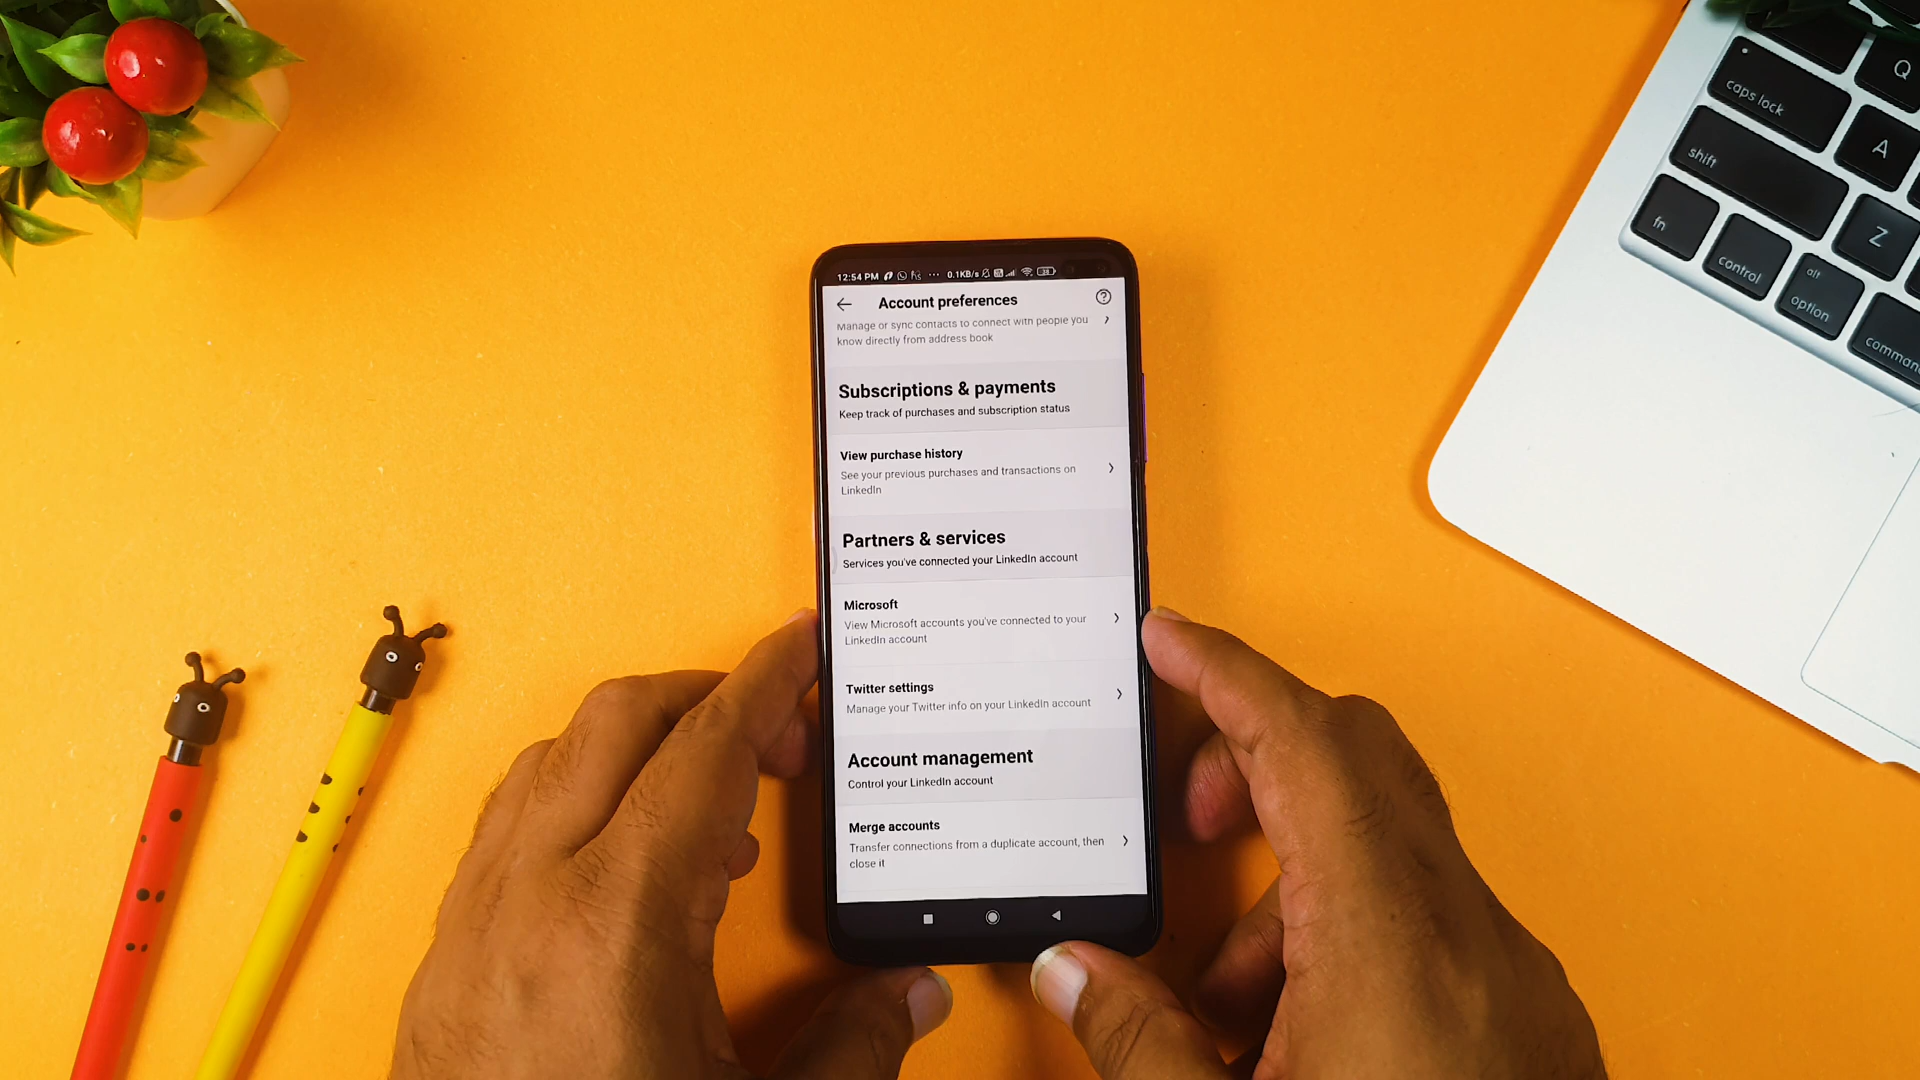 12:54 PM
0.1KB/s
38
Account preferences
Manage or sync contacts to connect with people you
know directly from address book
Subscriptions & payments
Keep track of purchases and subscription status
View purchase history
See your previous purchases and transactions on
LinkedIn
Partners & services
Services you've connected your LinkedIn account
Microsoft
View Microsoft accounts you've connected to your
LinkedIn account
Twitter settings
Manage your Twitter info on your LinkedIn account
Account management
Control your LinkedIn account
Merge accounts
Transfer connections from a duplicate account, then
close it
Q
caps lock
A
shift
Z
fn
control
alt
option
comman